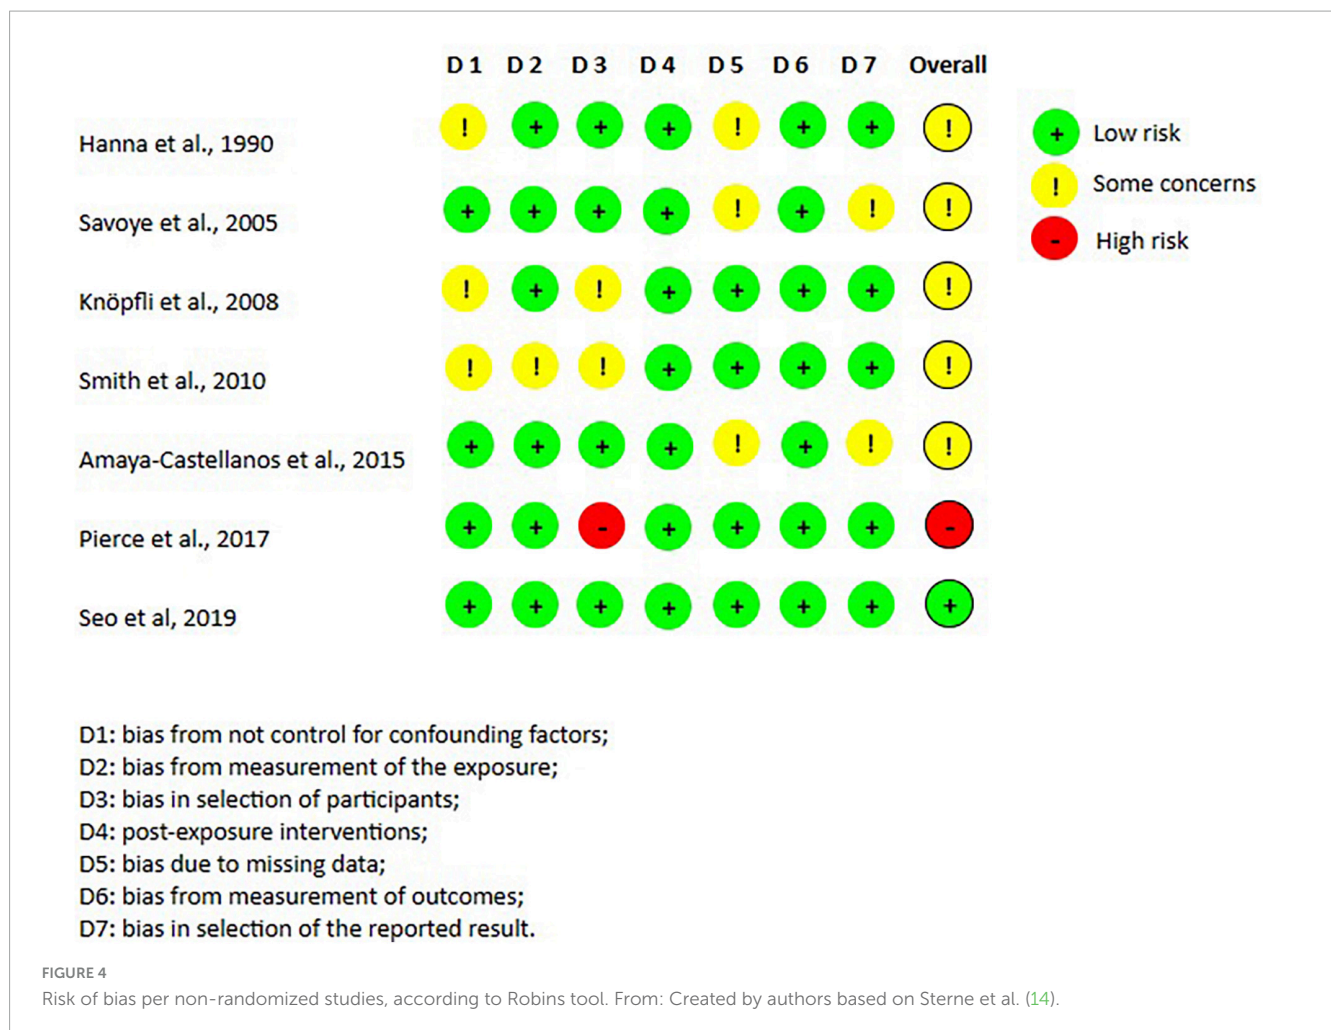 D 1 D 2 D 3 D 4 D 5 D 6 D 7 Overall
Hanna et al., 1990 ! + + + ! + + !
Savoye et al., 2005 + + + + ! + ! !
Knöpfli et al., 2008 ! + ! + + + + !
Smith et al., 2010 ! ! ! + + + + !
Amaya-Castellanos et al., 2015 + + + + ! + ! !
Pierce et al., 2017 + + - + + + + -
Seo et al, 2019 + + + + + + + +
+ Low risk
! Some concerns
- High risk
D1: bias from not control for confounding factors;
D2: bias from measurement of the exposure;
D3: bias in selection of participants;
D4: post-exposure interventions;
D5: bias due to missing data;
D6: bias from measurement of outcomes;
D7: bias in selection of the reported result.
FIGURE 4
Risk of bias per non-randomized studies, according to Robins tool. From: Created by authors based on Sterne et al. (14).